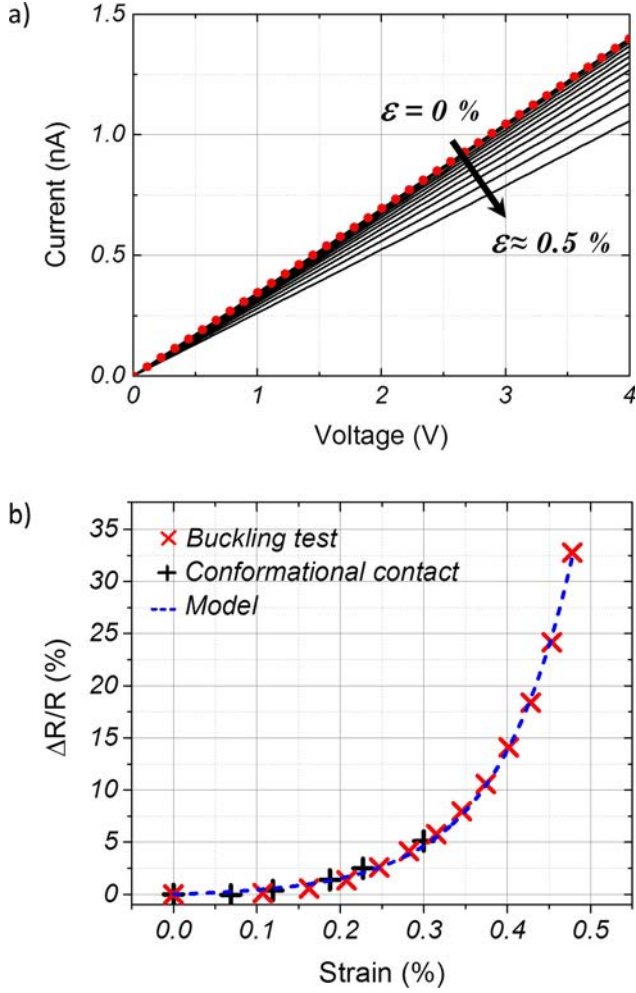 a)
1.5
1.0
0.5
0.0
Current (nA)
ε = 0 %
ε≈ 0.5 %
0 1 2 3 4
Voltage (V)
b)
35
30
25
20
15
10
5
0
ΔR/R (%)
Buckling test
Conformational contact
Model
0.0 0.1 0.2 0.3 0.4 0.5
Strain (%)